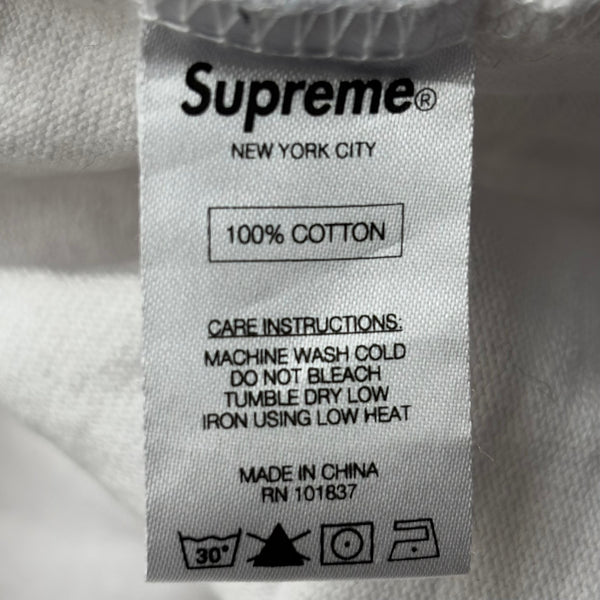 Supreme®
NEW YORK CITY
100% COTTON
CARE INSTRUCTIONS:
MACHINE WASH COLD
DO NOT BLEACH
TUMBLE DRY LOW
IRON USING LOW HEAT
MADE IN CHINA
RN 101837
30°